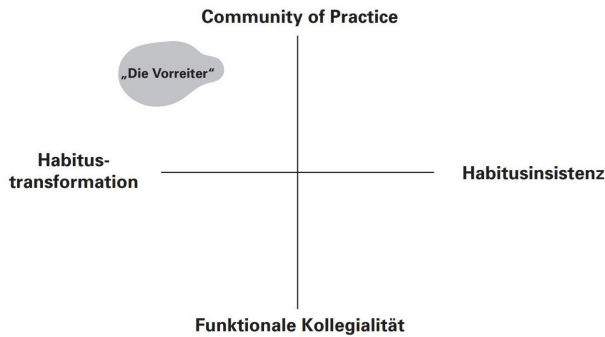 Community of Practice
„Die Vorreiter“
Habitus-
transformation
Habitusinsistenz
Funktionale Kollegialität